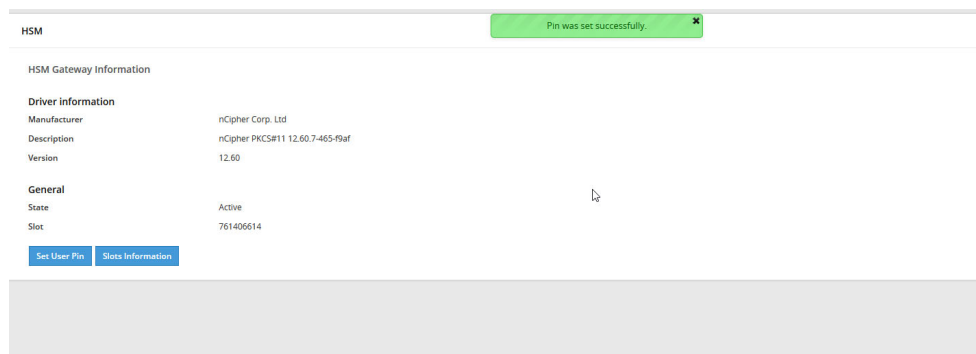 Pin was set successfully.
HSM
HSM Gateway Information
Driver information
Manufacturer nCipher Corp. Ltd
Description nCipher PKCS#11 12.60.7-465-f9af
Version 12.60
General
State Active
Slot 761406614
Set User Pin Slots Information